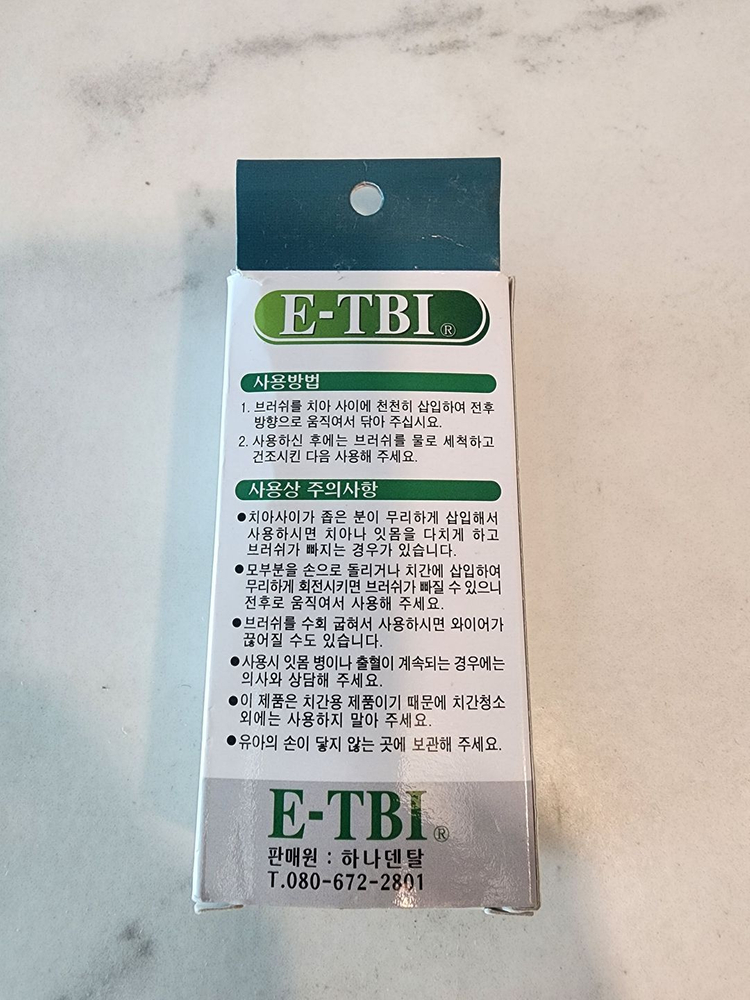 E-TBI®
사용방법
1. 브러쉬를 치아 사이에 천천히 삽입하여 전후
방향으로 움직여서 닦아 주십시요.
2. 사용하신 후에는 브러쉬를 물로 세척하고
건조시킨 다음 사용해 주세요.
사용상 주의사항
●치아사이가 좁은 분이 무리하게 삽입해서
사용하시면 치아나 잇몸을 다치게 하고
브러쉬가 빠지는 경우가 있습니다.
●모부분을 손으로 돌리거나 치간에 삽입하여
무리하게 회전시키면 브러쉬가 빠질 수 있으니
전후로 움직여서 사용해 주세요.
●브러쉬를 수회 굽혀서 사용하시면 와이어가
끊어질 수도 있습니다.
●사용시 잇몸 병이나 출혈이 계속되는 경우에는
의사와 상담해 주세요.
●이 제품은 치간용 제품이기 때문에 치간청소
외에는 사용하지 말아 주세요.
●유아의 손이 닿지 않는 곳에 보관해 주세요.
E-TBI®
판매원 : 하나덴탈
T.080-672-2801